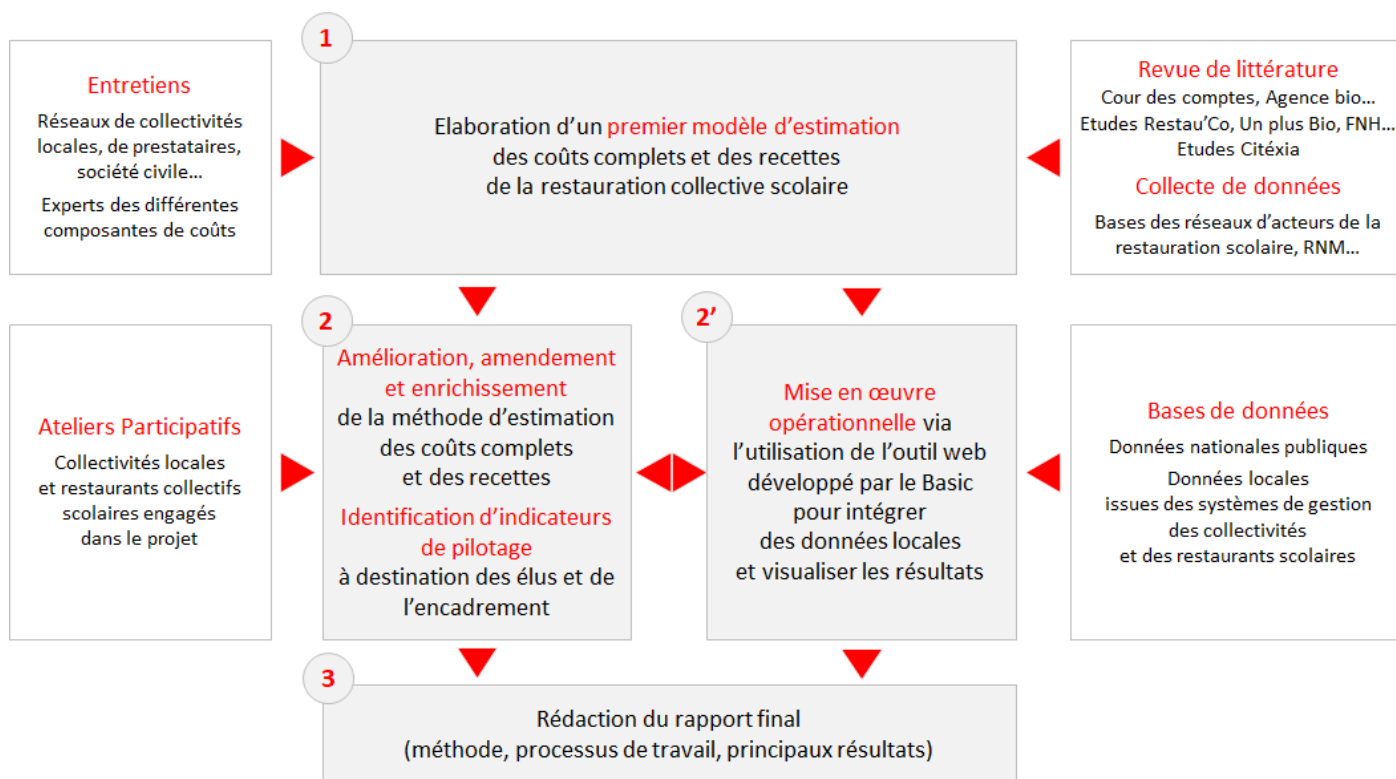 1
Entretiens
Réseaux de collectivités
locales, de prestataires,
société civile...
Experts des différentes
composantes de coûts
Elaboration d’un premier modèle d’estimation
des coûts complets et des recettes
de la restauration collective scolaire
Revue de littérature
Cour des comptes, Agence bio...
Etudes Restau’Co, Un plus Bio, FNH...
Etudes Citéxia
Collecte de données
Bases des réseaux d’acteurs de la
restauration scolaire, RNM...
2
2’
Ateliers Participatifs
Collectivités locales
et restaurants collectifs
scolaires engagés
dans le projet
Amélioration, amendement
et enrichissement
de la méthode d’estimation
des coûts complets
et des recettes
Identification d’indicateurs
de pilotage
à destination des élus et de
l’encadrement
Mise en œuvre
opérationnelle via
l’utilisation de l’outil web
développé par le Basic
pour intégrer
des données locales
et visualiser les résultats
Bases de données
Données nationales publiques
Données locales
issues des systèmes de gestion
des collectivités
et des restaurants scolaires
3
Rédaction du rapport final
(méthode, processus de travail, principaux résultats)